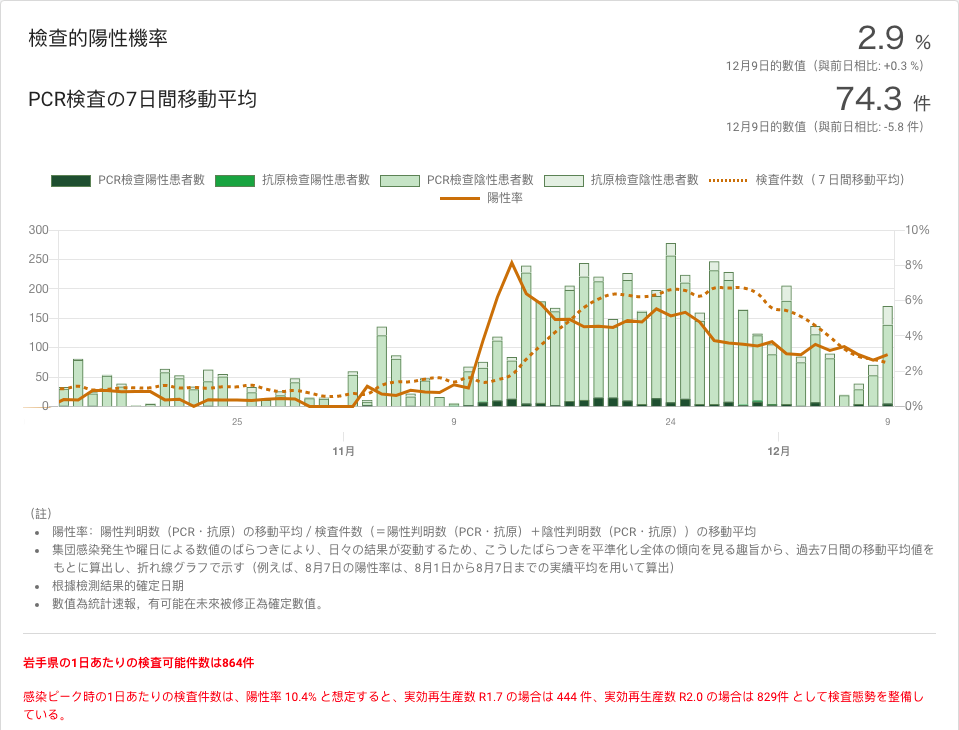 檢查的陽性機率
2.9 %
12月9日的數值（與前日相比: +0.3 %）
PCR検査の7日間移動平均
74.3 件
12月9日的數值（與前日相比: -5.8 件）
PCR檢查陽性患者數 抗原檢查陽性患者數 PCR檢查陰性患者數 抗原檢查陰性患者數 検査件数（７日間移動平均）
陽性率
300 10%
250 8%
200 6%
150 4%
100 2%
50 0%
0
25 9 24 9
11月 12月
（註）
陽性率：陽性判明数（PCR・抗原）の移動平均 / 検査件数（＝陽性判明数（PCR・抗原）＋陰性判明数（PCR・抗原））の移動平均
集団感染発生や曜日による数値のばらつきにより、日々の結果が変動するため、こうしたばらつきを平準化し全体の傾向を見る趣旨から、過去7日間の移動平均値を
もとに算出し、折れ線グラフで示す（例えば、8月7日の陽性率は、8月1日から8月7日までの実績平均を用いて算出）
根據檢測結果的確定日期
數值為統計速報，有可能在未來被修正為確定數值。
岩手県の1日あたりの検査可能件数は864件
感染ピーク時の1日あたりの検査件数は、陽性率 10.4% と想定すると、実効再生産数 R1.7 の場合は 444 件、実効再生産数 R2.0 の場合は 829件 として検査態勢を整備し
ている。